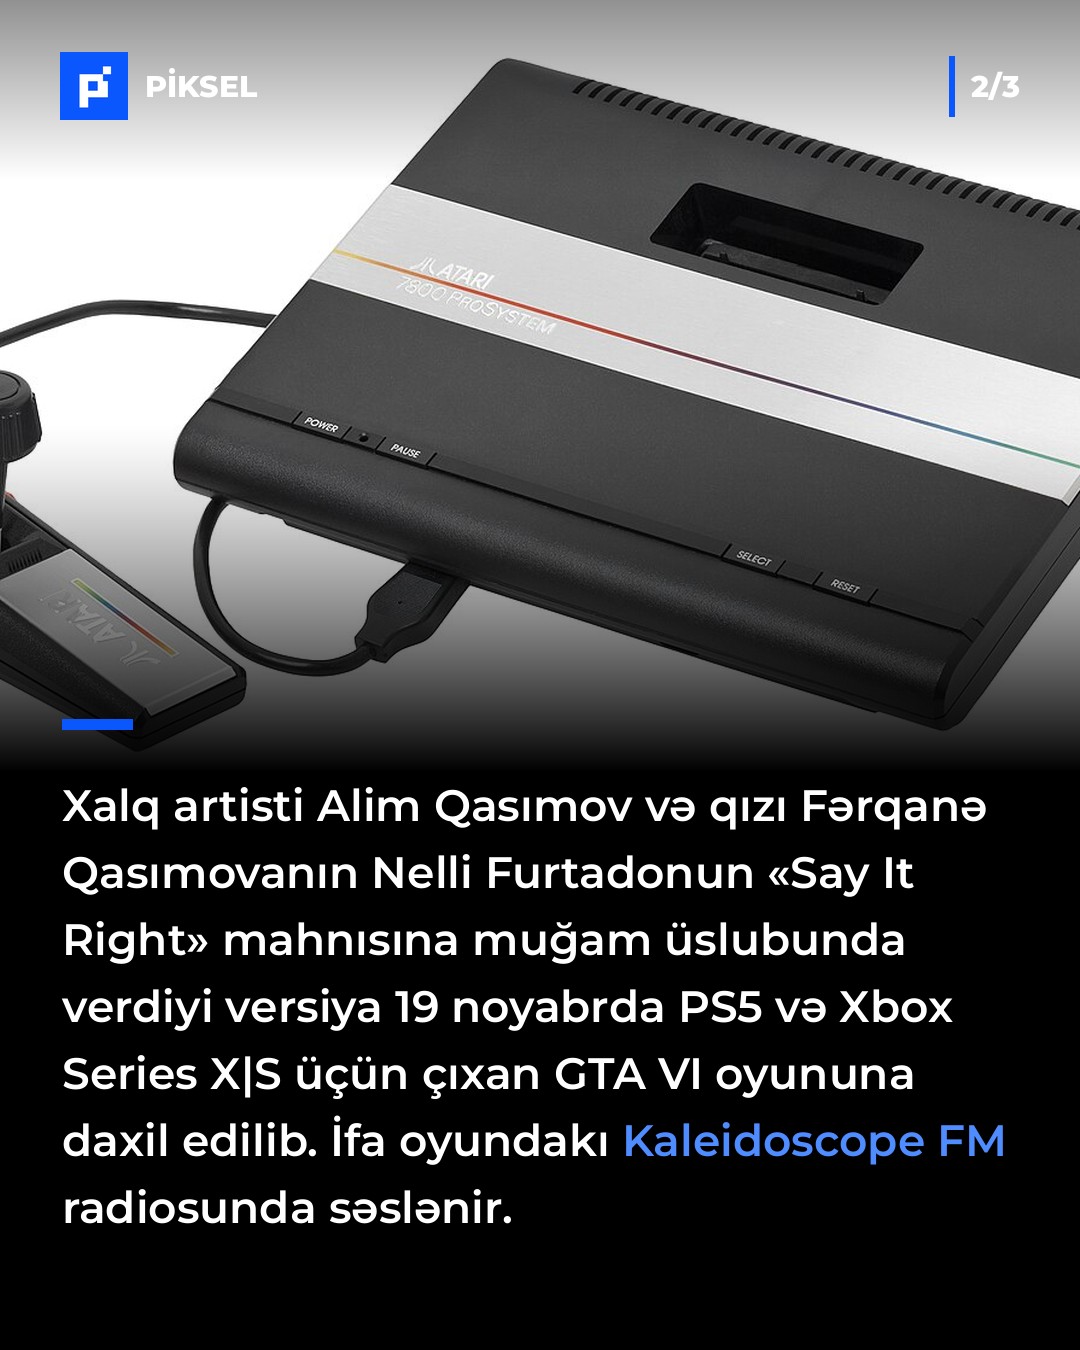 PİKSEL
2/3
ATARI
7800 PROSYSTEM
POWER
PAUSE
SELECT
RESET
ATARI
Xalq artisti Alim Qasımov və qızı Fərqanə
Qasımovanın Nelli Furtadonun «Say It
Right» mahnısına muğam üslubunda
verdiyi versiya 19 noyabrda PS5 və Xbox
Series X|S üçün çıxan GTA VI oyununa
daxil edilib. İfa oyundakı Kaleidoscope FM
radiosunda səslənir.